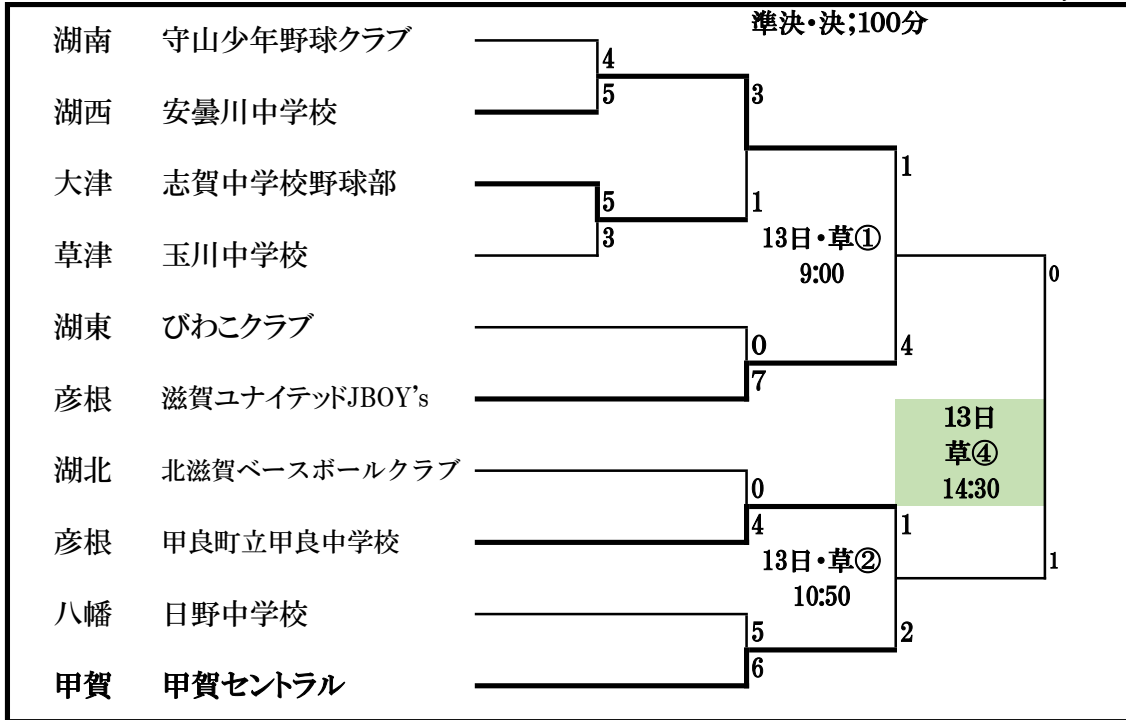 準決・決;100分
湖南 守山少年野球クラブ
4
5
湖西 安曇川中学校
3
1
大津 志賀中学校野球部
5
3
1
草津 玉川中学校
13日・草①
9:00
0
湖東 びわこクラブ
0
7
4
彦根 滋賀ユナイテッドJBOY's
13日
草④
14:30
湖北 北滋賀ベースボールクラブ
0
4
1
彦根 甲良町立甲良中学校
13日・草②
10:50
1
八幡 日野中学校
5
6
2
甲賀 甲賀セントラル